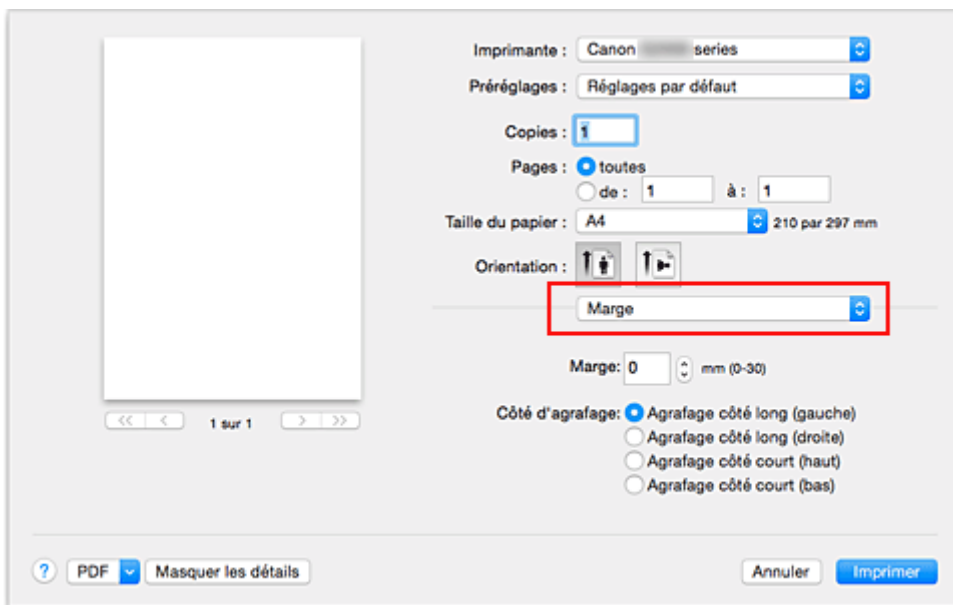 Imprimante : Canon series
Préréglages : Réglages par défaut
Copies : 1
Pages : toutes
de : 1 à : 1
Taille du papier : A4 210 par 297 mm
Orientation :
Marge
Marge: 0 mm (0-30)
<< < 1 sur 1 > >>
Côté d'agrafage: Agrafage côté long (gauche)
Agrafage côté long (droite)
Agrafage côté court (haut)
Agrafage côté court (bas)
? PDF Masquer les détails Annuler Imprimer